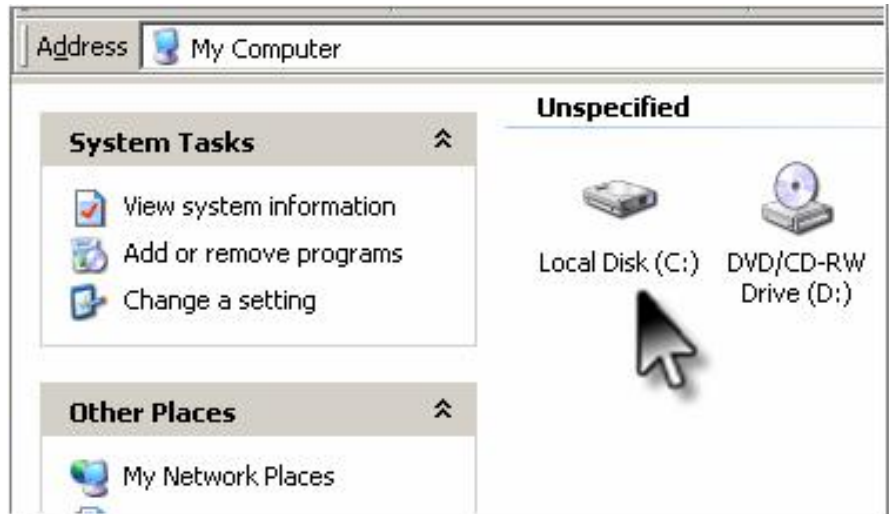 Address My Computer
System Tasks
View system information
Add or remove programs
Change a setting
Other Places
My Network Places
Unspecified
Local Disk (C:)
DVD/CD-RW
Drive (D:)